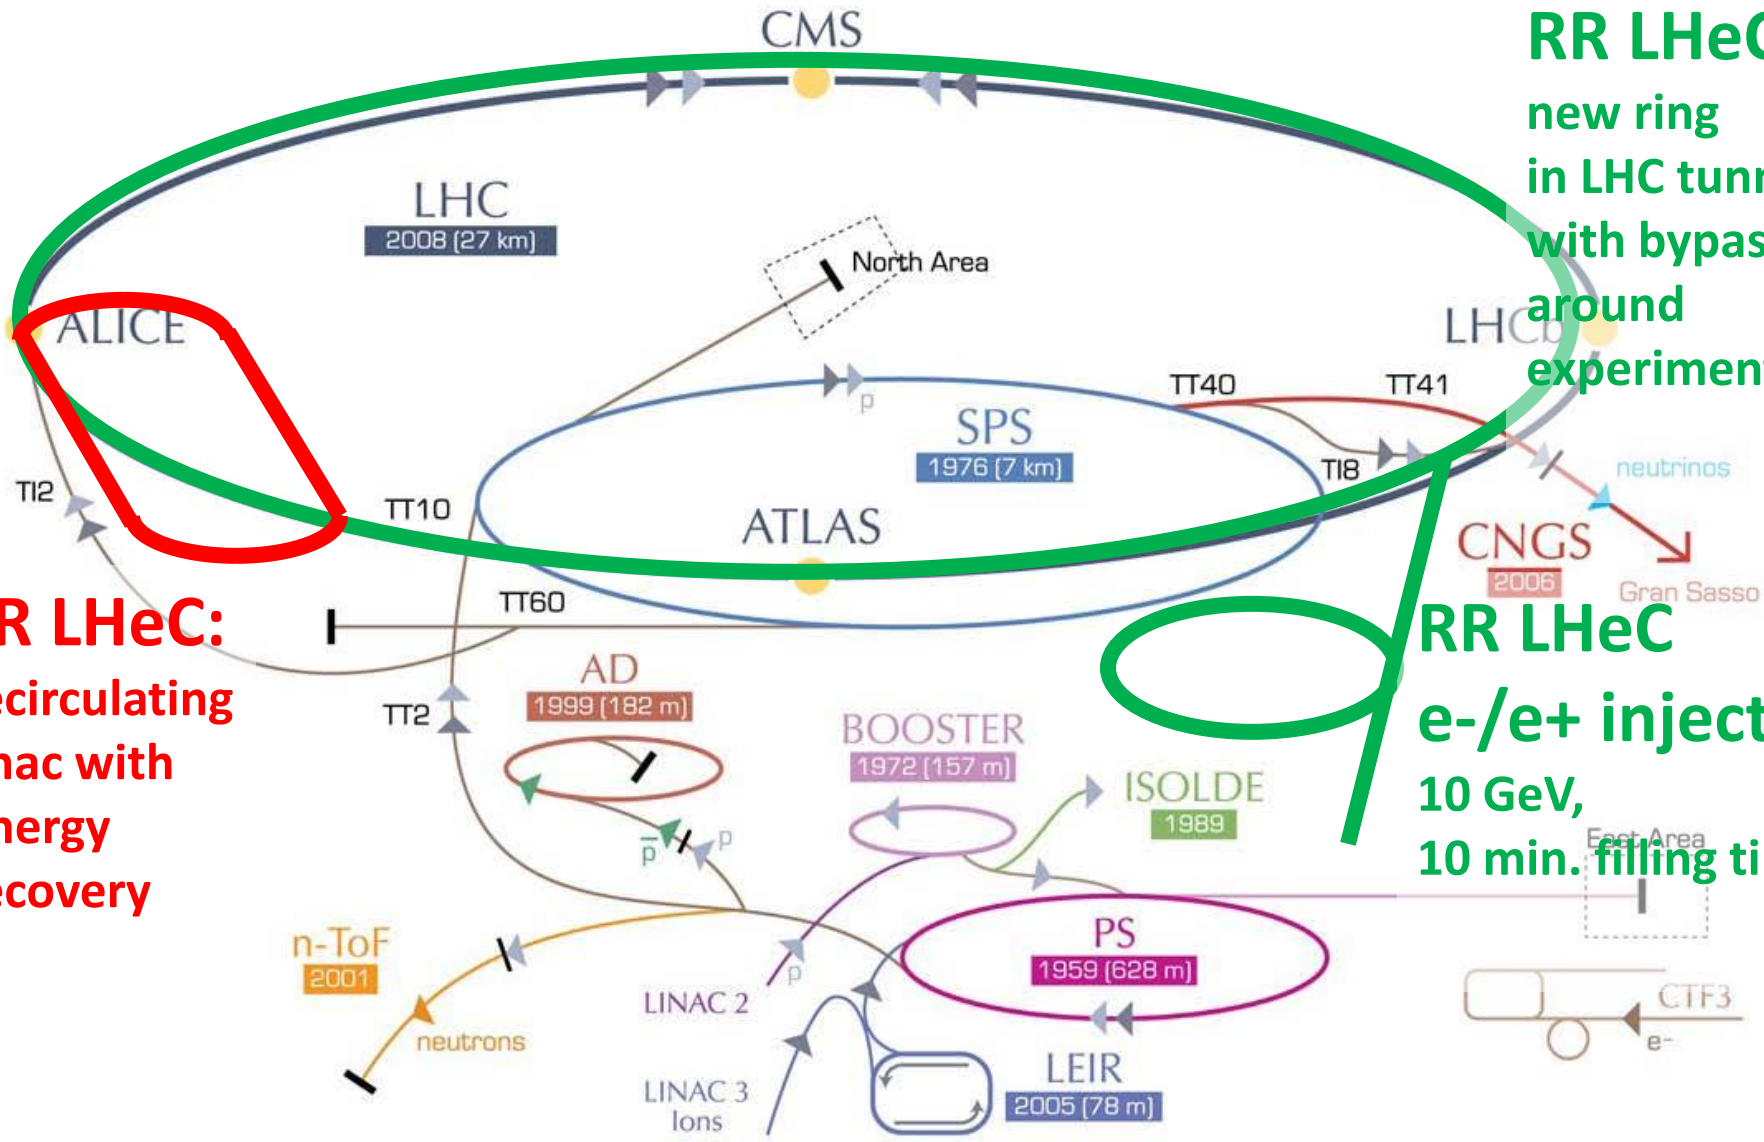 CMS
RR LHeC
new ring
in LHC tunn
with bypas
around
experiment
LHC
2008 (27 km)
North Area
ALICE
LHCb
TT40
TT41
p
SPS
1976 (7 km)
TI8
neutrinos
TI2
TT10
ATLAS
CNGS
2006
Gran Sasso
TT60
R LHeC:
ecirculating
nac with
nergy
ecovery
RR LHeC
e-/e+ inject
10 GeV,
10 min. filling ti
AD
1999 (182 m)
TT2
BOOSTER
1972 (157 m)
ISOLDE
1989
p̅
p
East Area
n-ToF
2001
neutrons
p
LINAC 2
PS
1959 (628 m)
CTF3
e-
LINAC 3
Ions
LEIR
2005 (78 m)